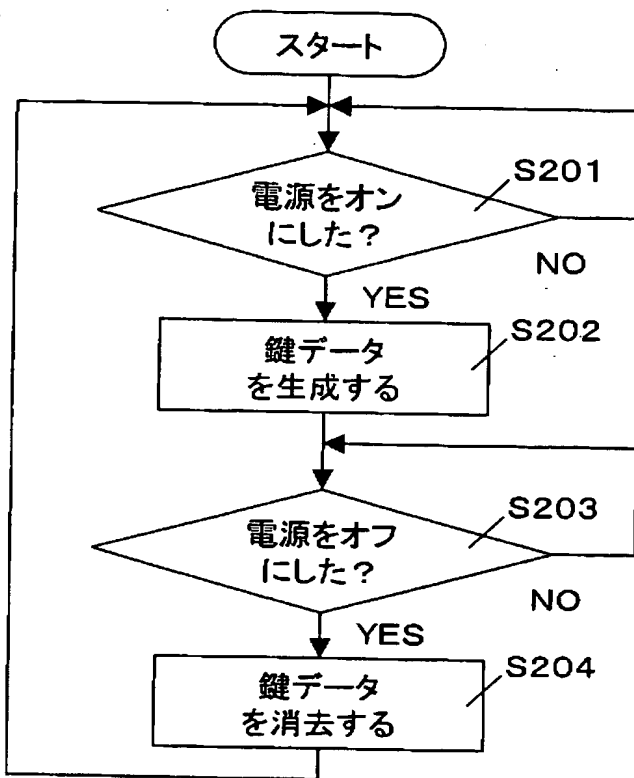 スタート
S201
電源をオン
にした？
NO
YES
S202
鍵データ
を生成する
S203
電源をオフ
にした？
NO
YES
S204
鍵データ
を消去する